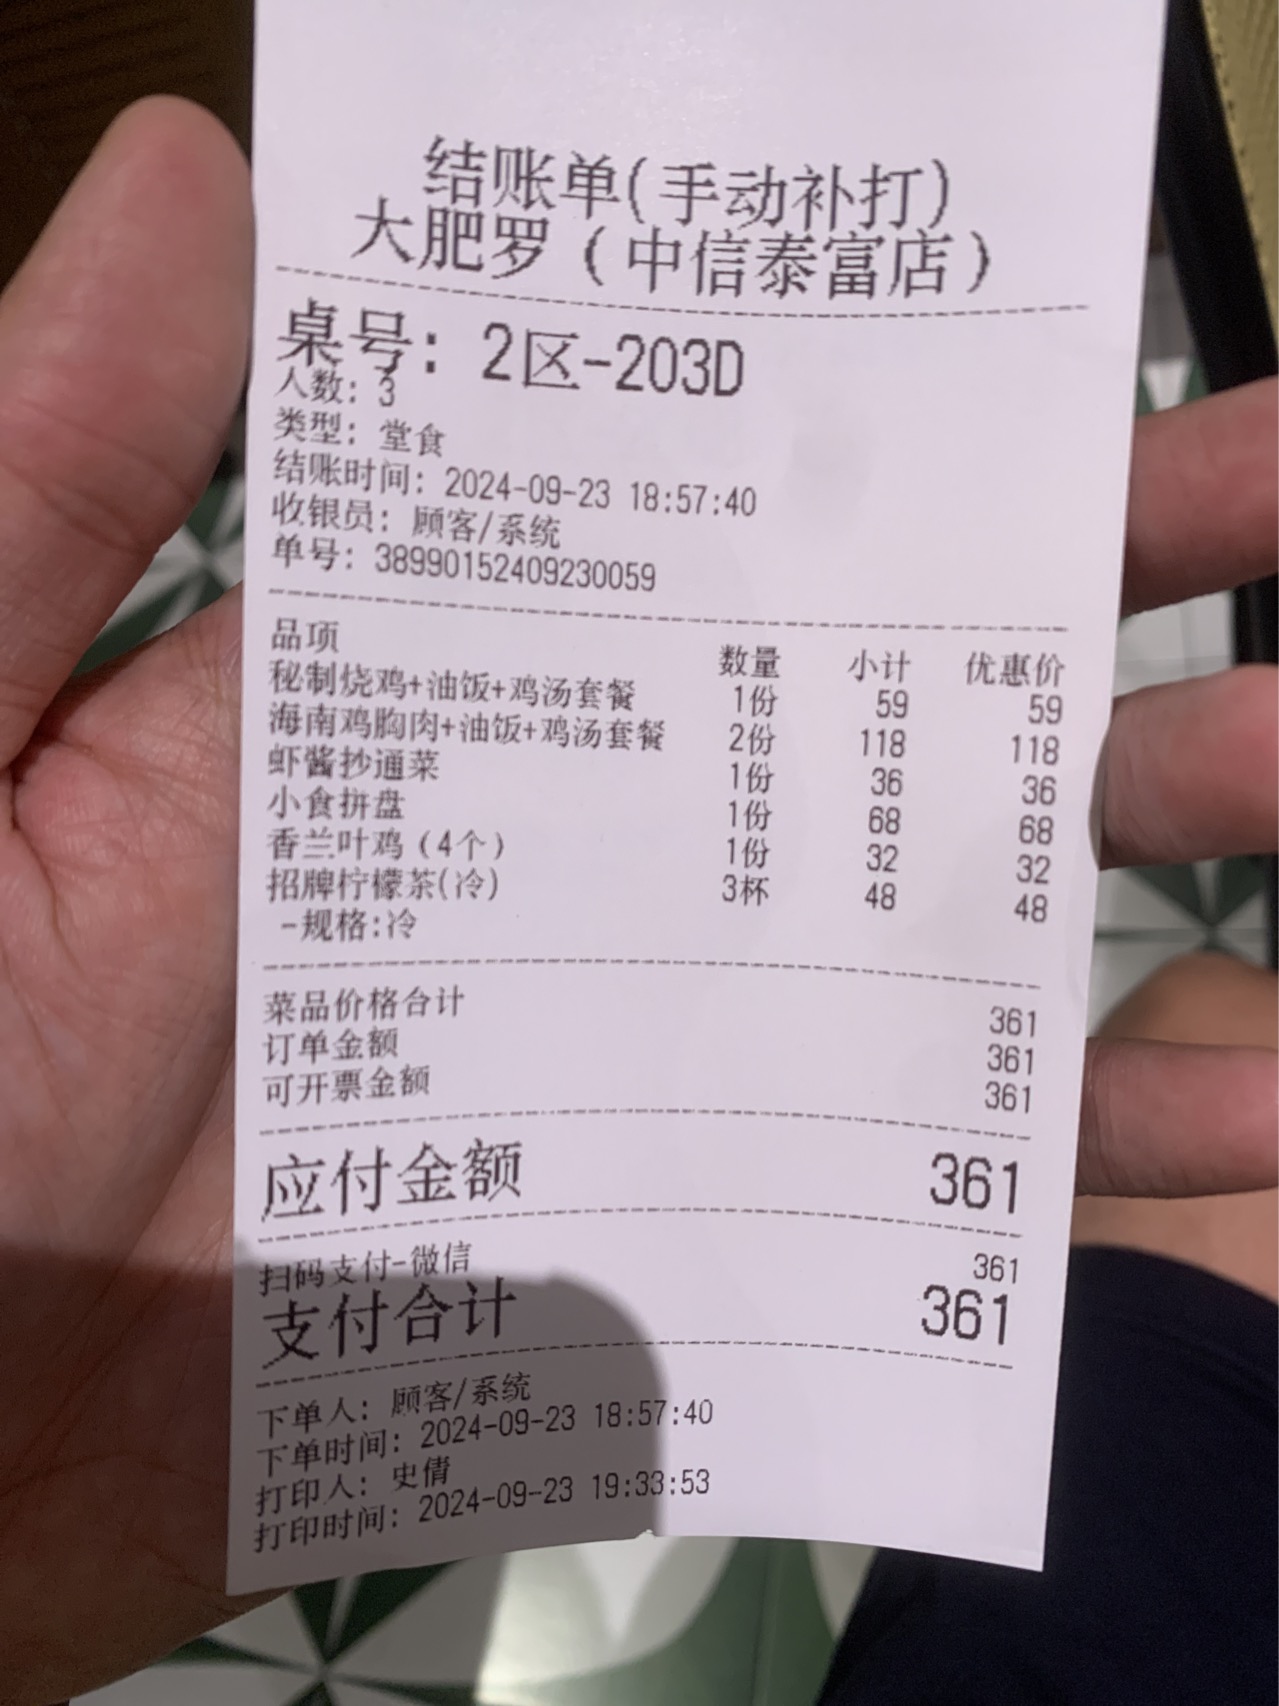 结账单(手动补打)
大肥罗（中信泰富店）
桌号：2区-203D
人数：3
类型：堂食
结账时间：2024-09-23 18:57:40
收银员：顾客/系统
单号：38990152409230059
品项 数量 小计 优惠价
秘制烧鸡+油饭+鸡汤套餐 1份 59 59
海南鸡胸肉+油饭+鸡汤套餐 2份 118 118
虾酱抄通菜 1份 36 36
小食拼盘 1份 68 68
香兰叶鸡（4个） 1份 32 32
招牌柠檬茶(冷) 3杯 48 48
-规格:冷
菜品价格合计 361
订单金额 361
可开票金额 361
应付金额 361
扫码支付-微信 361
支付合计 361
下单人：顾客/系统
下单时间：2024-09-23 18:57:40
打印人：史倩
打印时间：2024-09-23 19:33:53